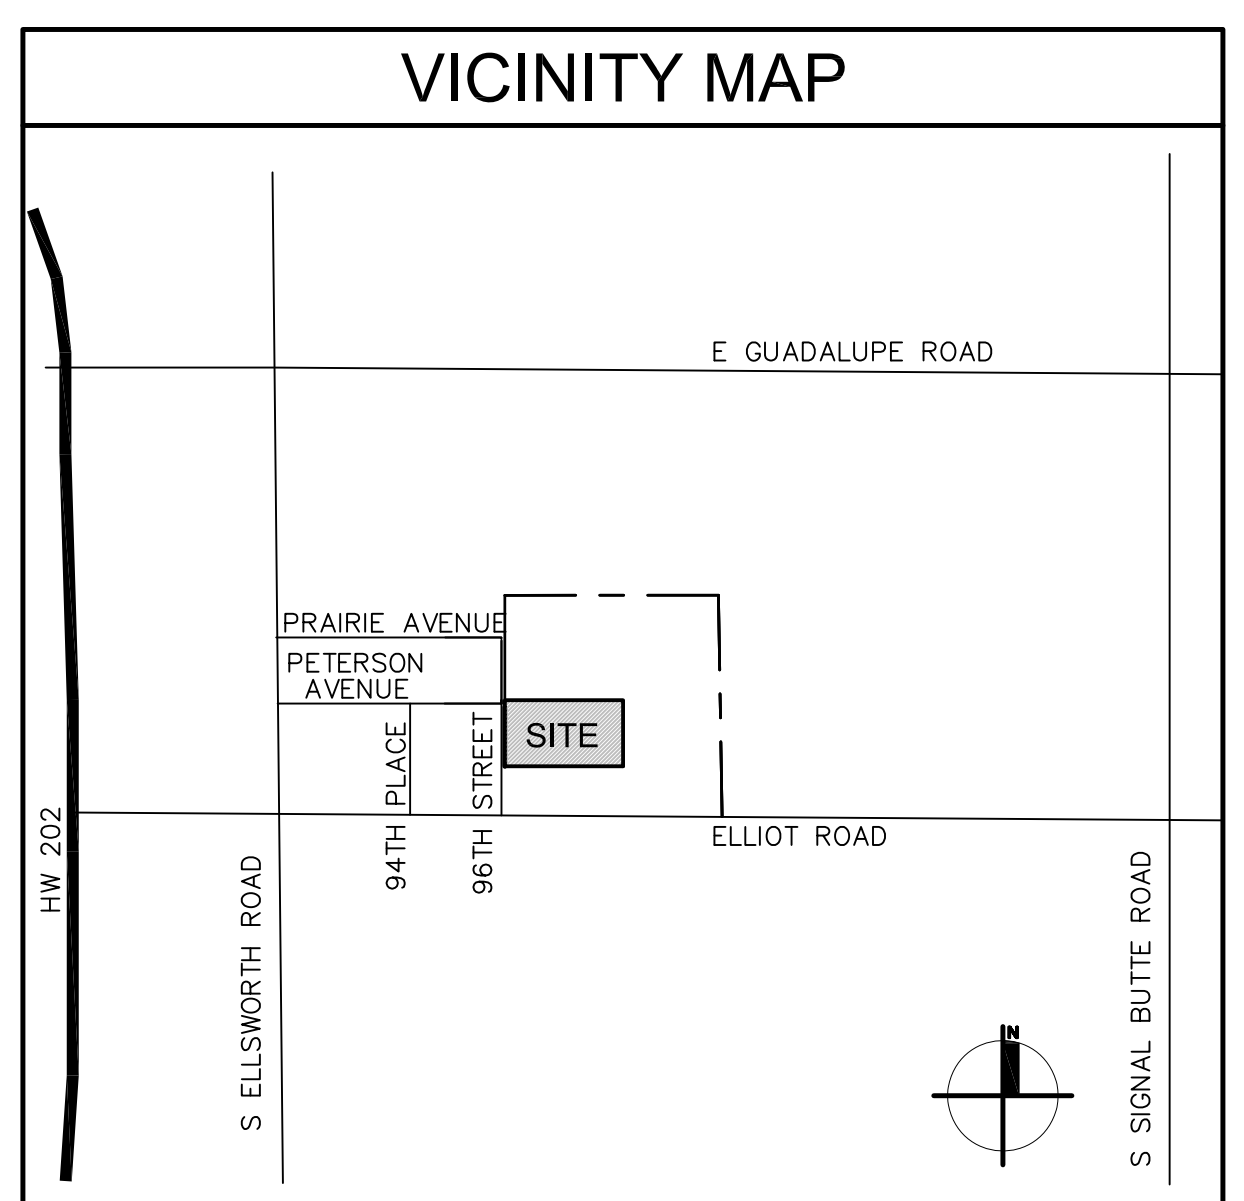 VICINITY MAP
E GUADALUPE ROAD
PRAIRIE AVENUE
PETERSON
AVENUE
SITE
94TH PLACE
96TH STREET
HW 202
ELLIOT ROAD
S ELLSWORTH ROAD
S SIGNAL BUTTE ROAD
N